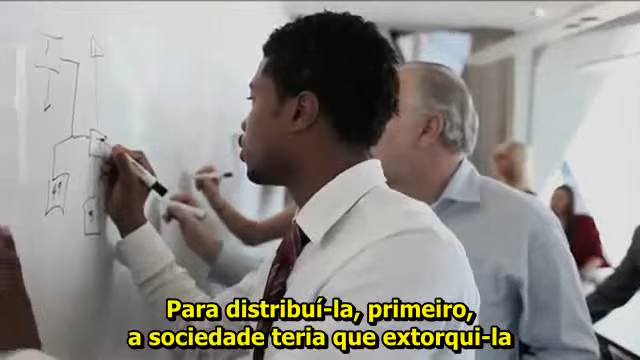 Para distribuí-la, primeiro,
a sociedade teria que extorqui-la